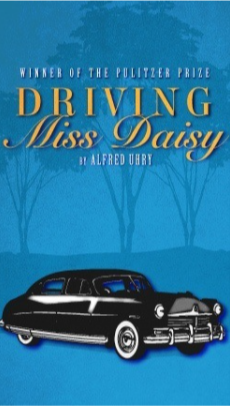 WINNER OF THE PULITZER PRIZE
DRIVING
Miss Daisy
BY ALFRED UHRY